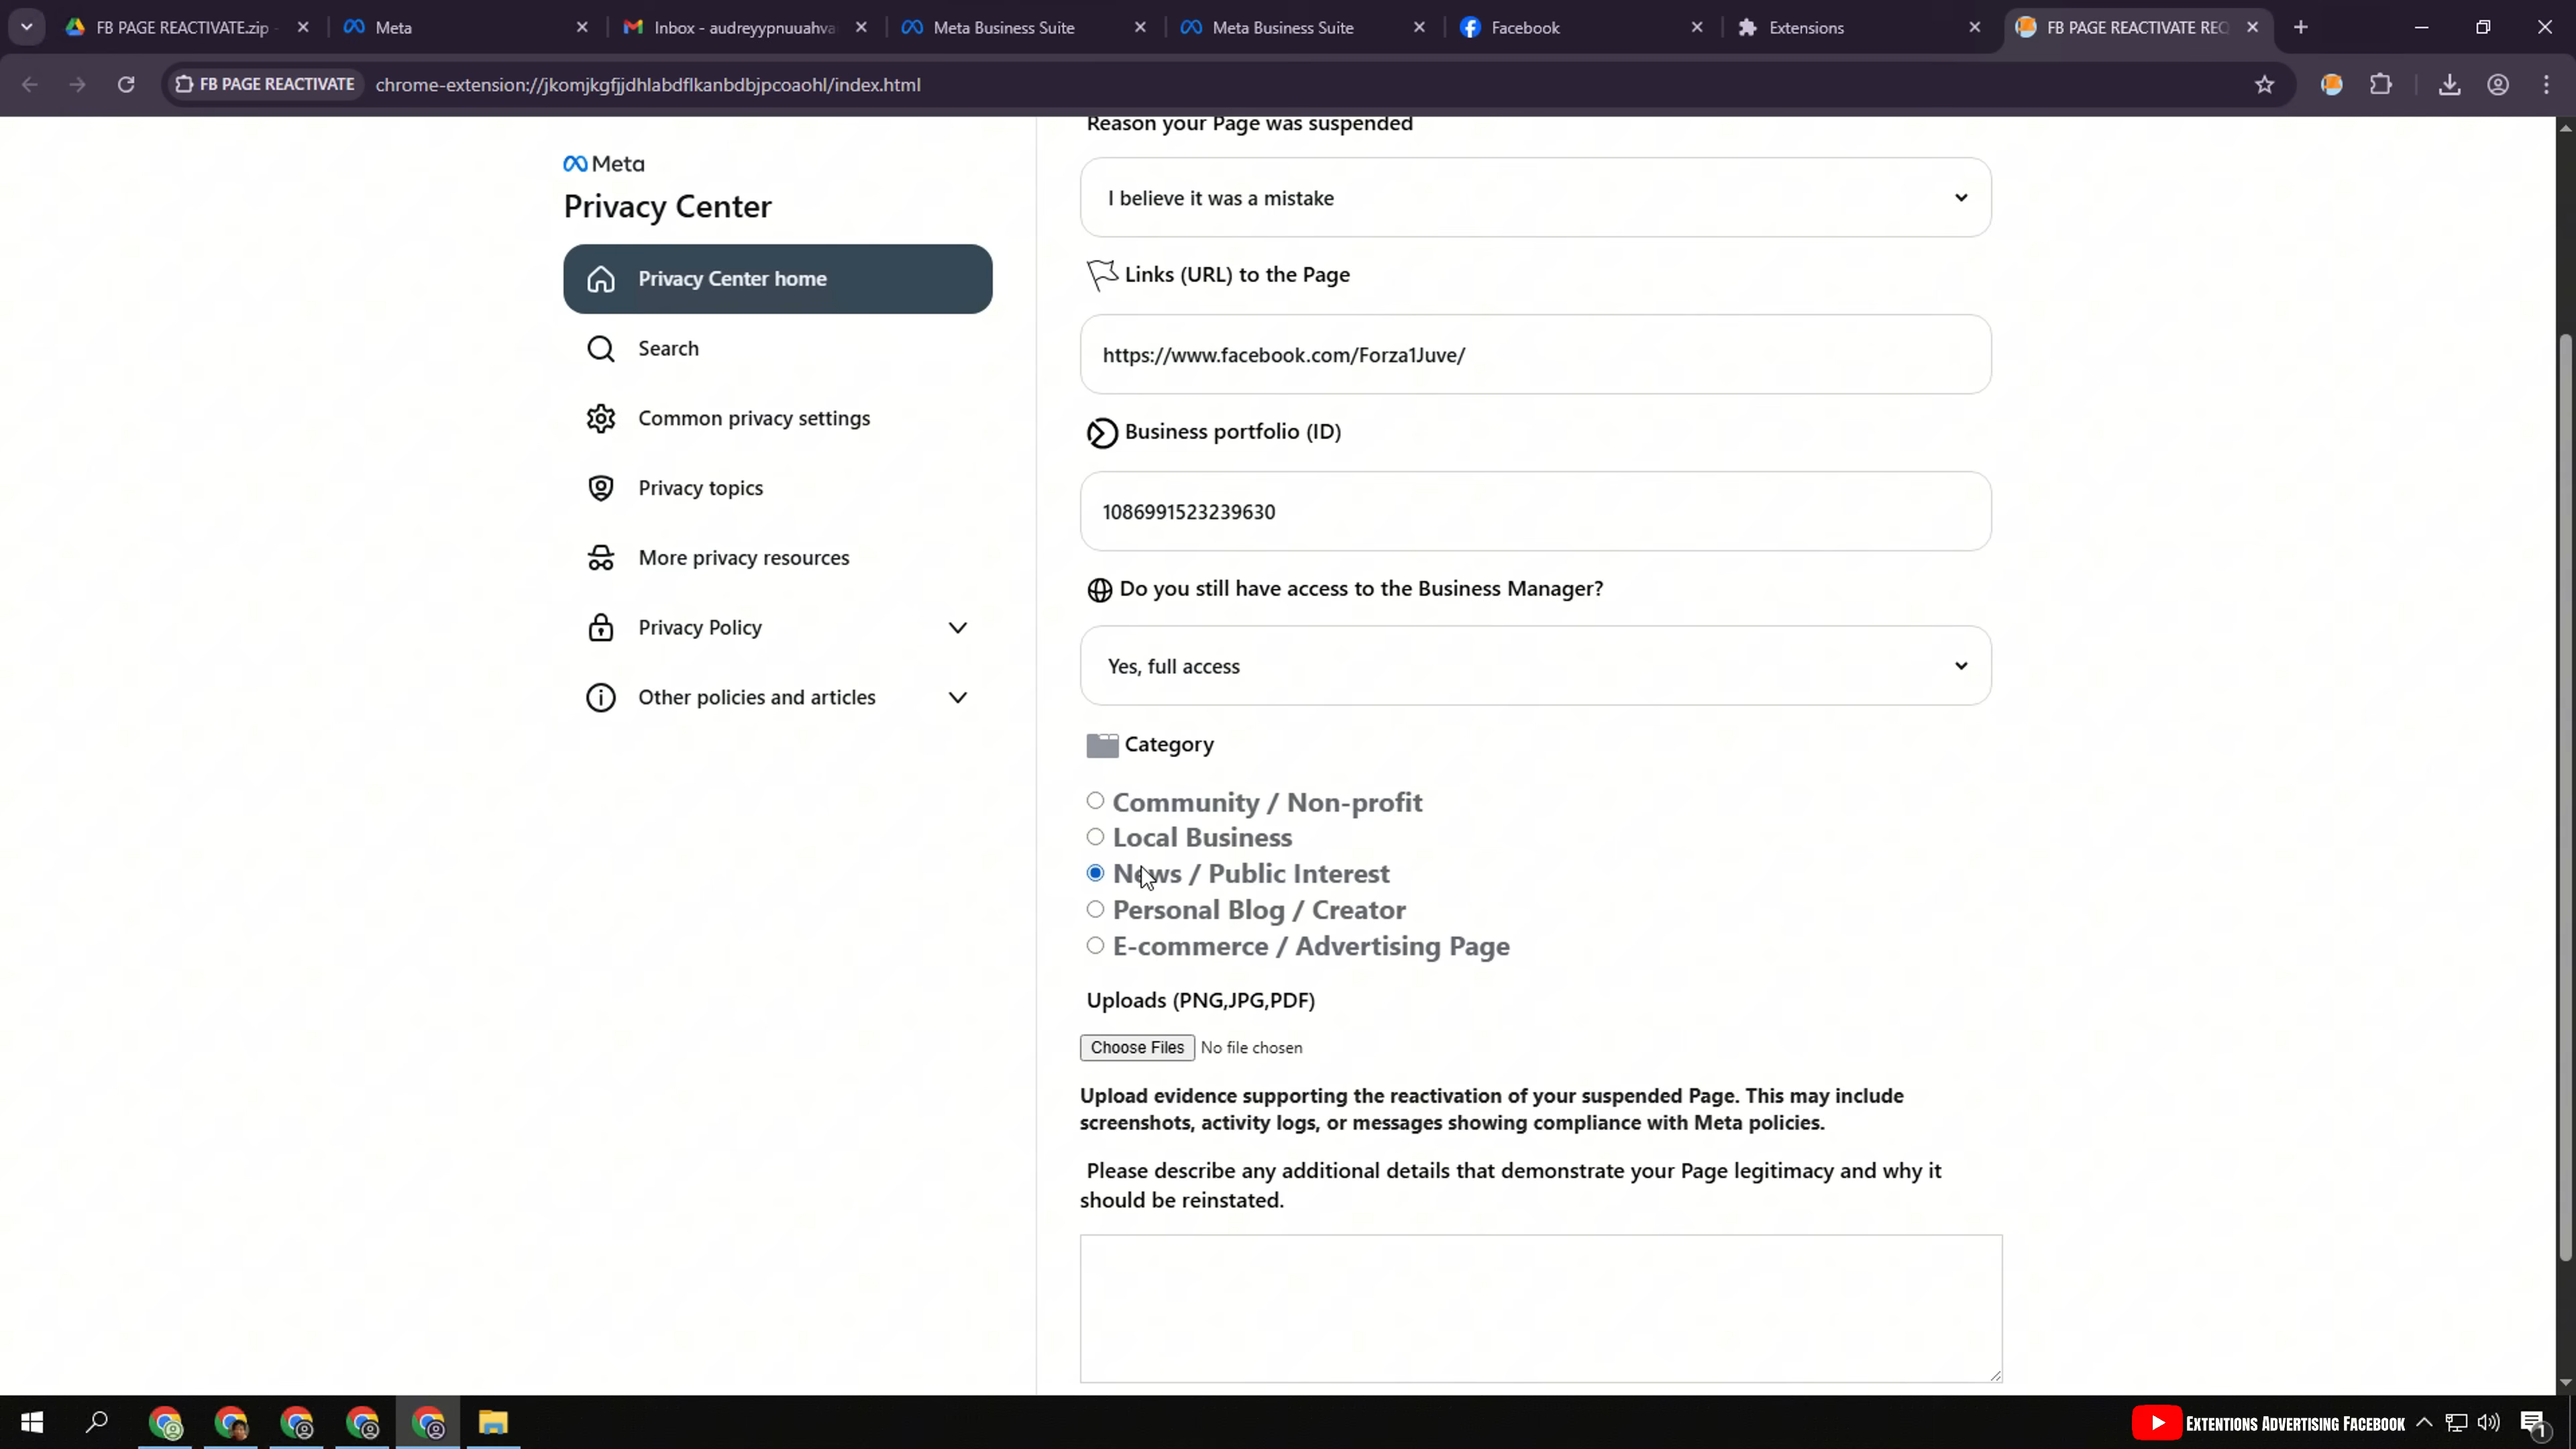 FB PAGE REACTIVATE.zip -
Meta
Inbox - audreyypnuuahva
Meta Business Suite
Meta Business Suite
Facebook
Extensions
FB PAGE REACTIVATE REQ
FB PAGE REACTIVATE
chrome-extension://jkomjkgfjjdhlabdflkanbdbjpcoaohl/index.html
Meta
Privacy Center
Privacy Center home
Search
Common privacy settings
Privacy topics
More privacy resources
Privacy Policy
Other policies and articles
Reason your Page was suspended
I believe it was a mistake
Links (URL) to the Page
https://www.facebook.com/Forza1Juve/
Business portfolio (ID)
1086991523239630
Do you still have access to the Business Manager?
Yes, full access
Category
Community / Non-profit
Local Business
News / Public Interest
Personal Blog / Creator
E-commerce / Advertising Page
Uploads (PNG,JPG,PDF)
Choose Files No file chosen
Upload evidence supporting the reactivation of your suspended Page. This may include
screenshots, activity logs, or messages showing compliance with Meta policies.
Please describe any additional details that demonstrate your Page legitimacy and why it
should be reinstated.
EXTENTIONS ADVERTISING FACEBOOK
1